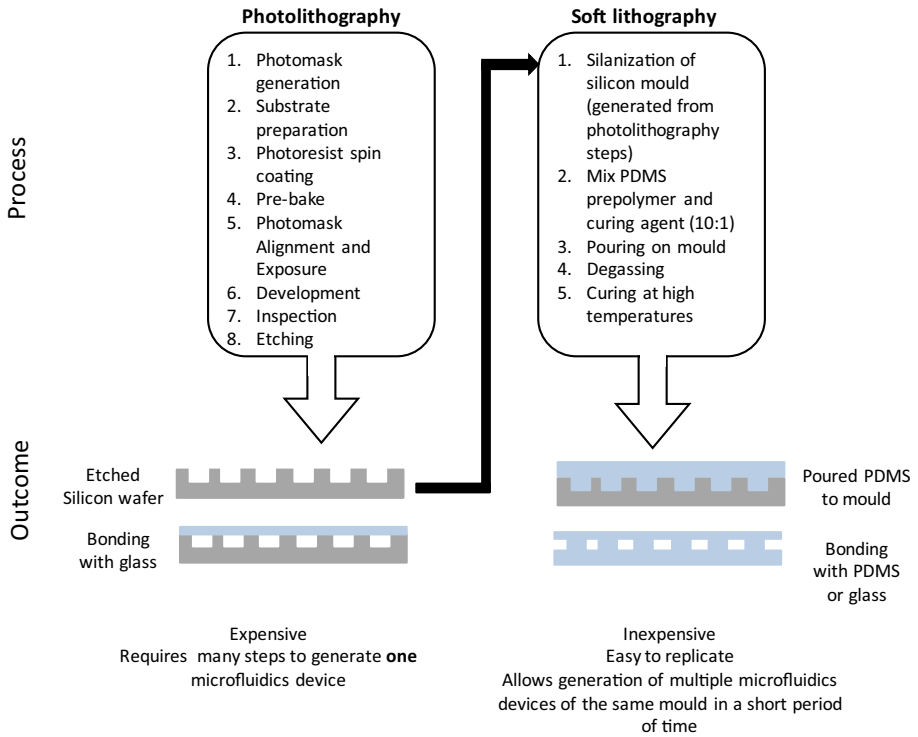 Photolithography
1. Photomask
generation
2. Substrate
preparation
3. Photoresist spin
coating
4. Pre-bake
5. Photomask
Alignment and
Exposure
6. Development
7. Inspection
8. Etching
Soft lithography
1. Silanization of
silicon mould
(generated from
photolithography
steps)
2. Mix PDMS
prepolymer and
curing agent (10:1)
3. Pouring on mould
4. Degassing
5. Curing at high
temperatures
Process
Outcome
Etched
Silicon wafer
Bonding
with glass
Poured PDMS
to mould
Bonding
with PDMS
or glass
Expensive
Requires many steps to generate one
microfluidics device
Inexpensive
Easy to replicate
Allows generation of multiple microfluidics
devices of the same mould in a short period
of time